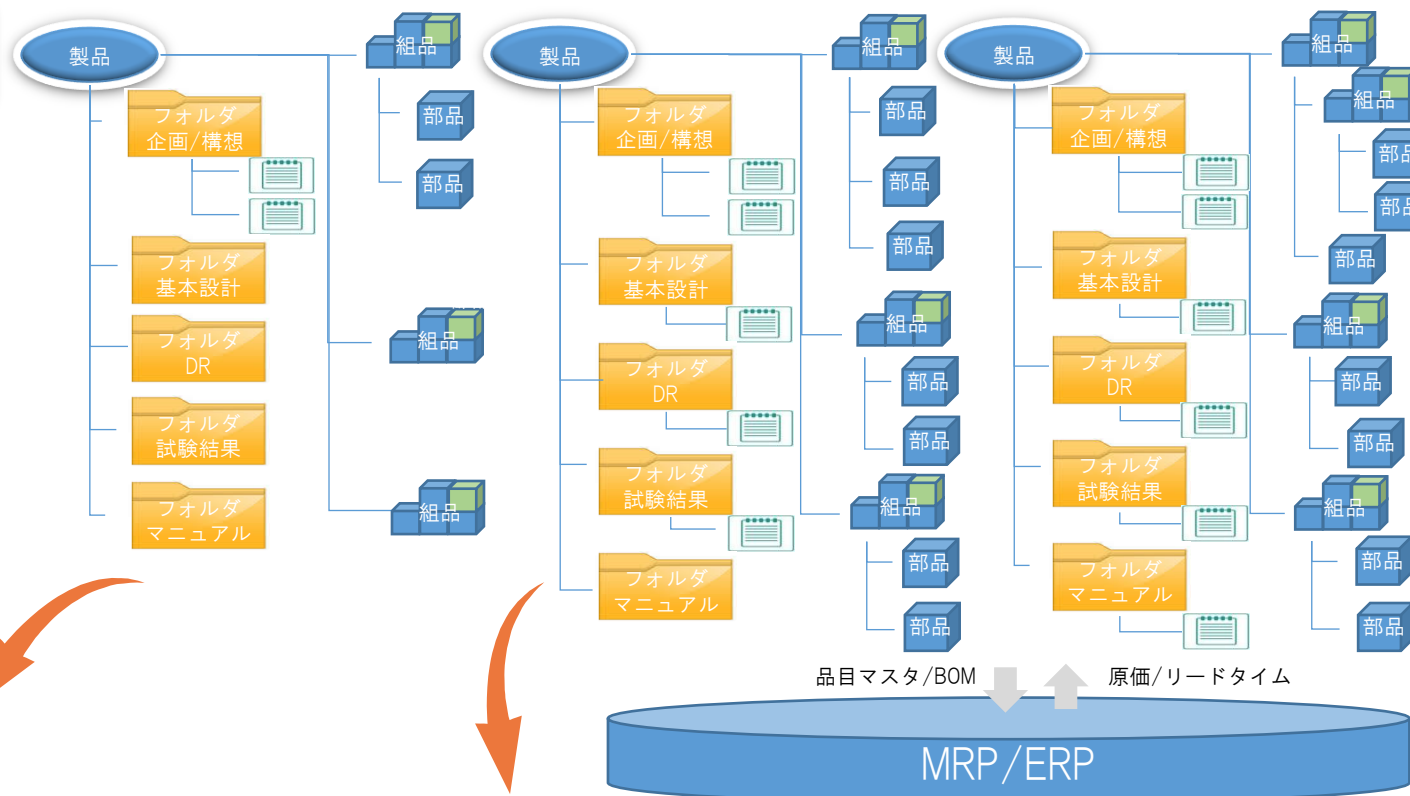 製品
組品
部品
部品
フォルダ
企画/構想
フォルダ
基本設計
フォルダ
DR
フォルダ
試験結果
フォルダ
マニュアル
組品
組品
製品
組品
部品
部品
部品
フォルダ
企画/構想
フォルダ
基本設計
フォルダ
DR
フォルダ
試験結果
フォルダ
マニュアル
組品
部品
部品
組品
部品
部品
製品
組品
組品
部品
部品
部品
フォルダ
企画/構想
フォルダ
基本設計
フォルダ
DR
フォルダ
試験結果
フォルダ
マニュアル
組品
部品
部品
組品
部品
部品
品目マスタ/BOM
原価/リードタイム
MRP/ERP